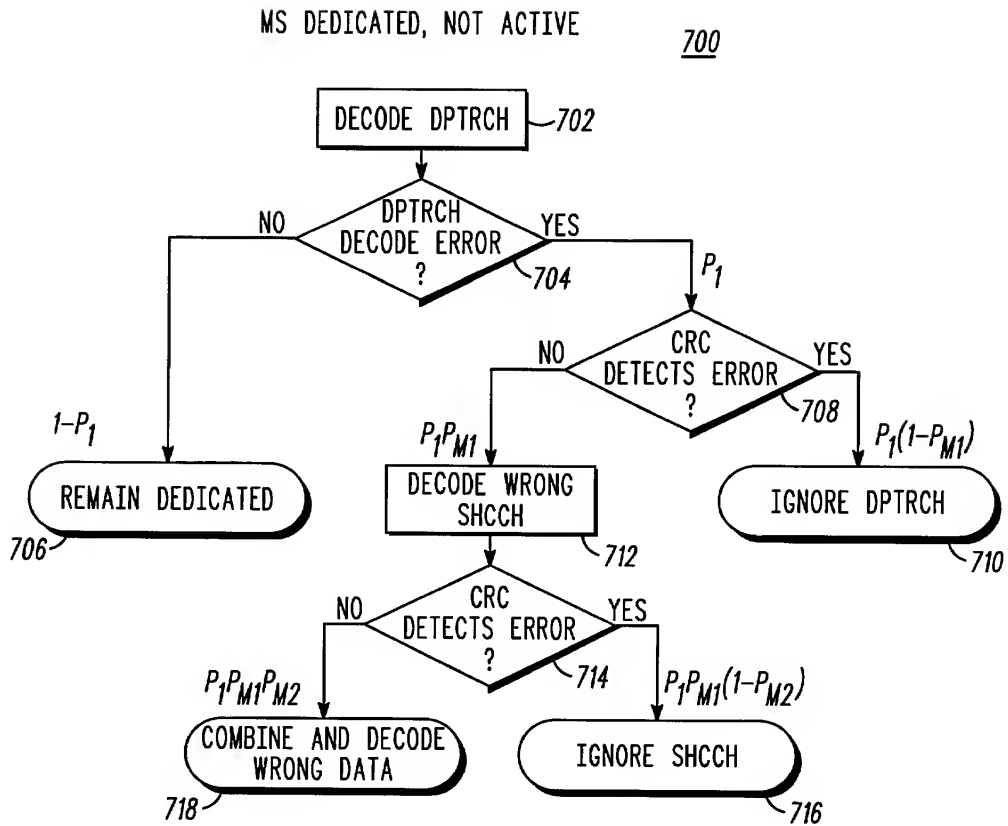 MS DEDICATED, NOT ACTIVE
700
DECODE DPTRCH
702
DPTRCH
DECODE ERROR
?
NO
YES
704
P1
CRC
DETECTS ERROR
?
NO
YES
708
1-P1
P1PM1
P1(1-PM1)
REMAIN DEDICATED
706
DECODE WRONG
SHCCH
712
IGNORE DPTRCH
710
CRC
DETECTS ERROR
?
NO
YES
714
P1PM1PM2
P1PM1(1-PM2)
COMBINE AND DECODE
WRONG DATA
718
IGNORE SHCCH
716